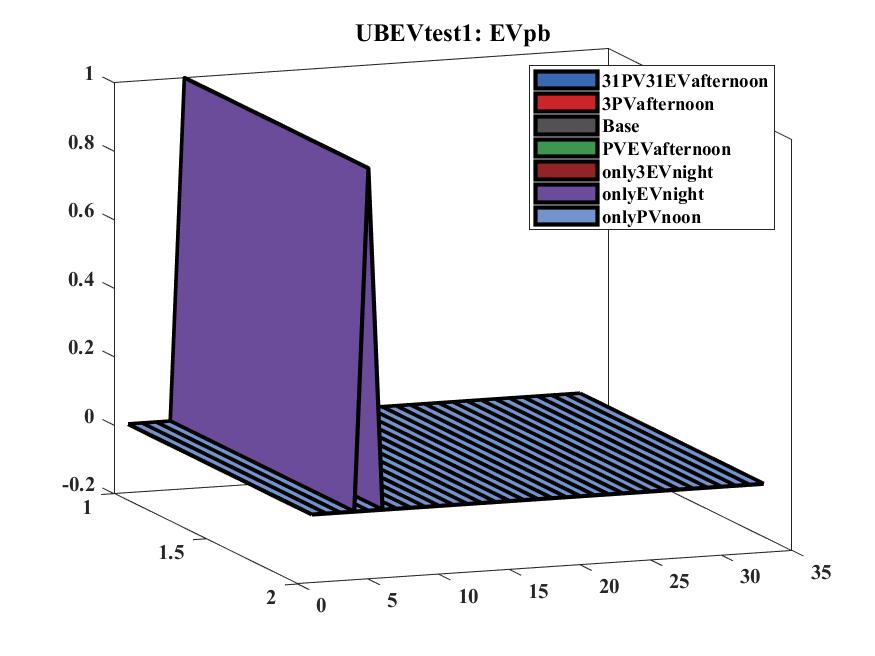 UBEVtest1: EVpb
31PV31EVafternoon
3PVafternoon
Base
PVEVafternoon
only3EVnight
onlyEVnight
onlyPVnoon
1
0.8
0.6
0.4
0.2
0
-0.2
1
1.5
2
0
5
10
15
20
25
30
35